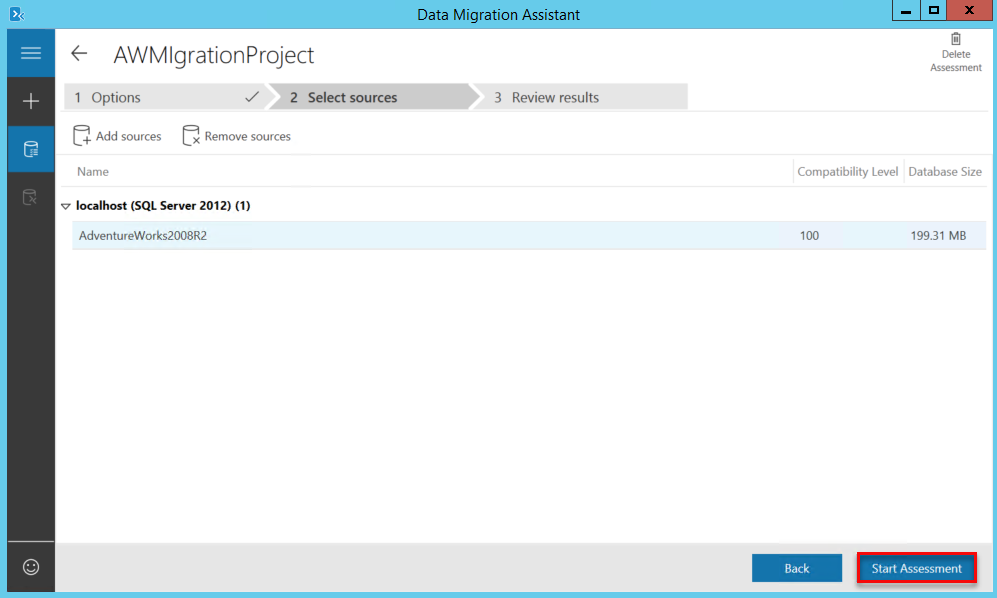 Data Migration Assistant
AWMIgrationProject
Delete
Assessment
1 Options 2 Select sources 3 Review results
Add sources Remove sources
Name Compatibility Level Database Size
localhost (SQL Server 2012) (1)
AdventureWorks2008R2 100 199.31 MB
Back Start Assessment